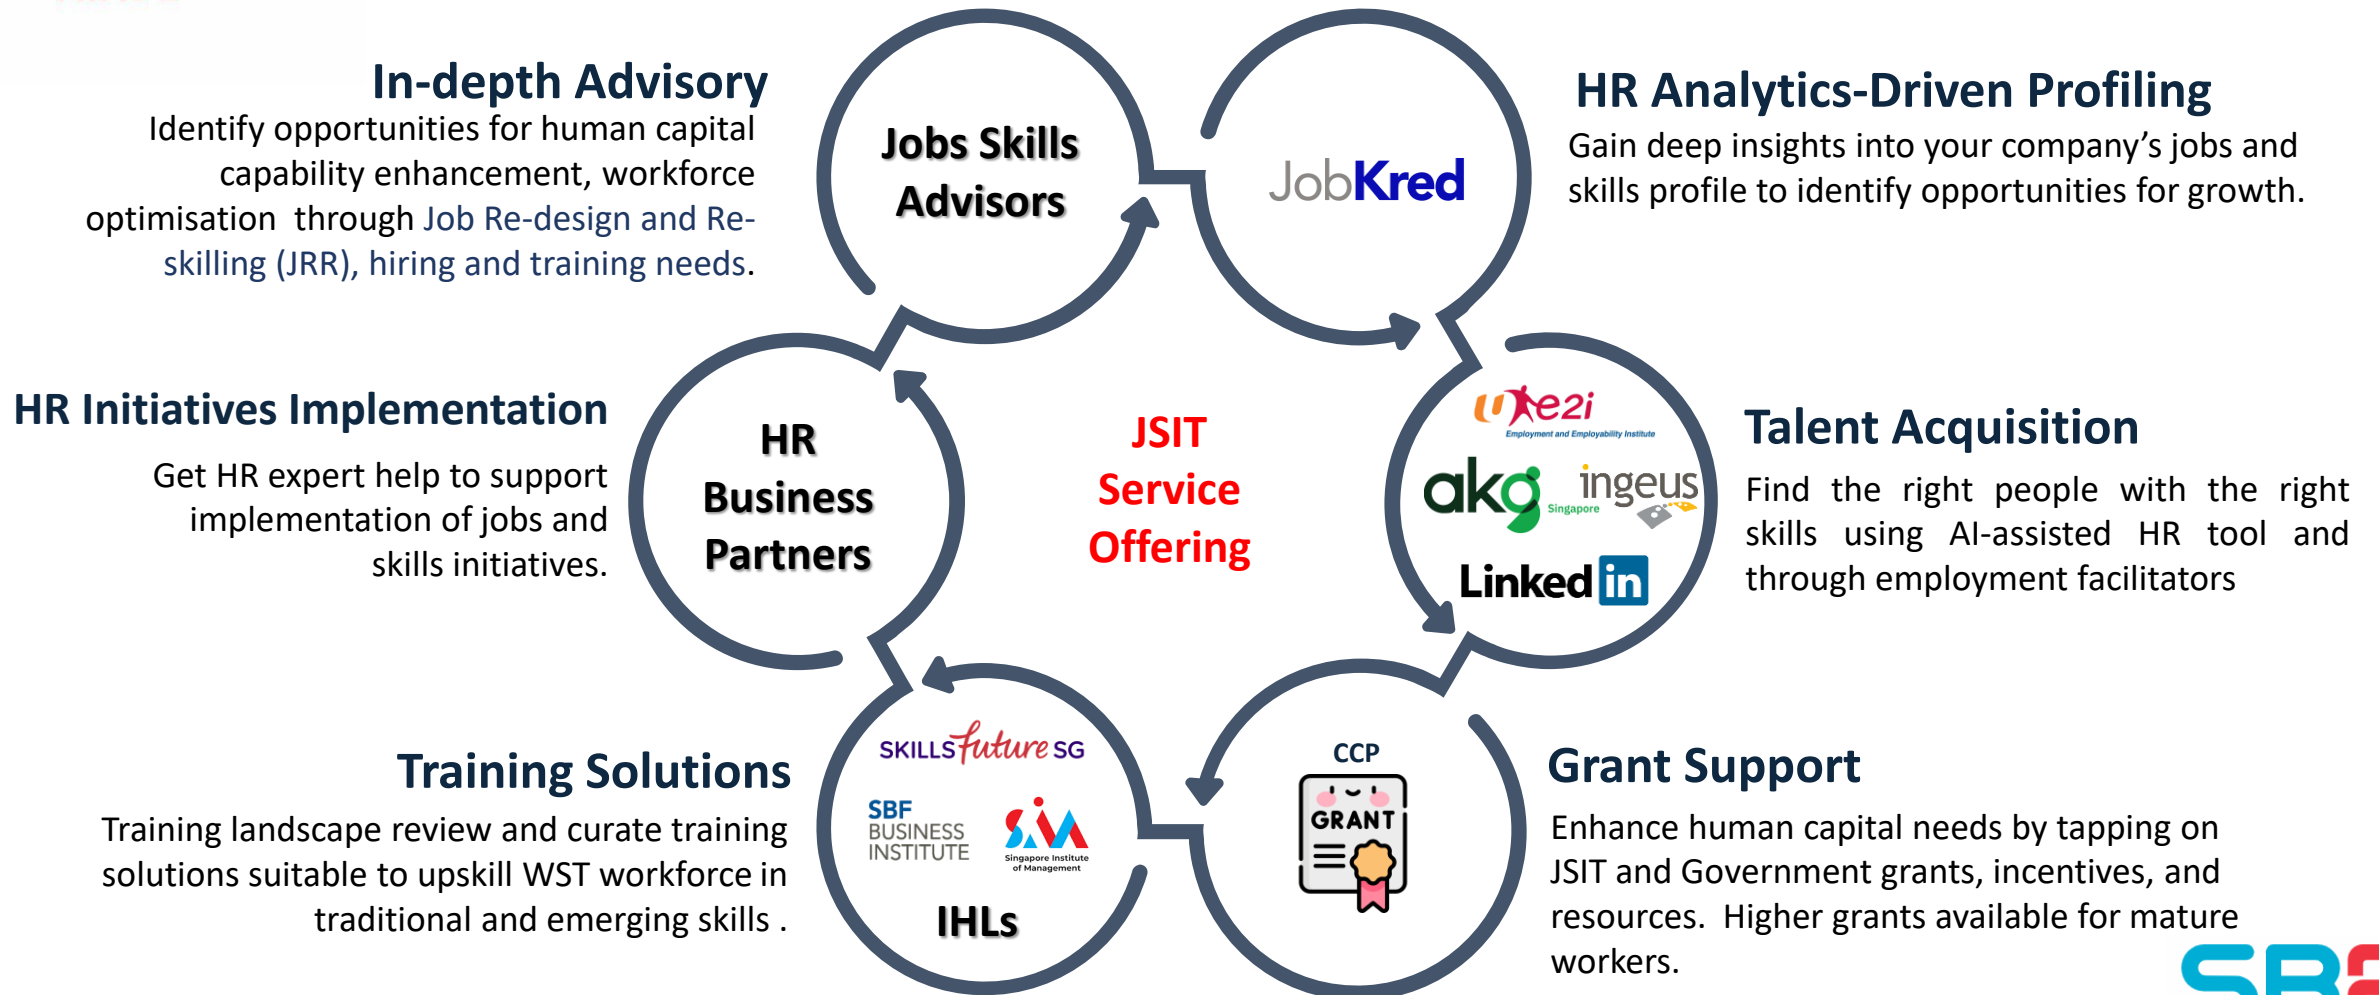 In-depth Advisory
Identify opportunities for human capital
capability enhancement, workforce
optimisation through Job Re-design and Re-
skilling (JRR), hiring and training needs.
Jobs Skills
Advisors
JobKred
HR Analytics-Driven Profiling
Gain deep insights into your company’s jobs and
skills profile to identify opportunities for growth.
HR Initiatives Implementation
Get HR expert help to support
implementation of jobs and
skills initiatives.
HR
Business
Partners
JSIT
Service
Offering
e2i
Employment and Employability Institute
akg
Singapore
ingeus
Linked in
Talent Acquisition
Find the right people with the right
skills using AI-assisted HR tool and
through employment facilitators
Training Solutions
Training landscape review and curate training
solutions suitable to upskill WST workforce in
traditional and emerging skills .
SKILLSfuture SG
SBF
BUSINESS
INSTITUTE
SIM
Singapore Institute
of Management
IHLs
CCP
GRANT
Grant Support
Enhance human capital needs by tapping on
JSIT and Government grants, incentives, and
resources. Higher grants available for mature
workers.